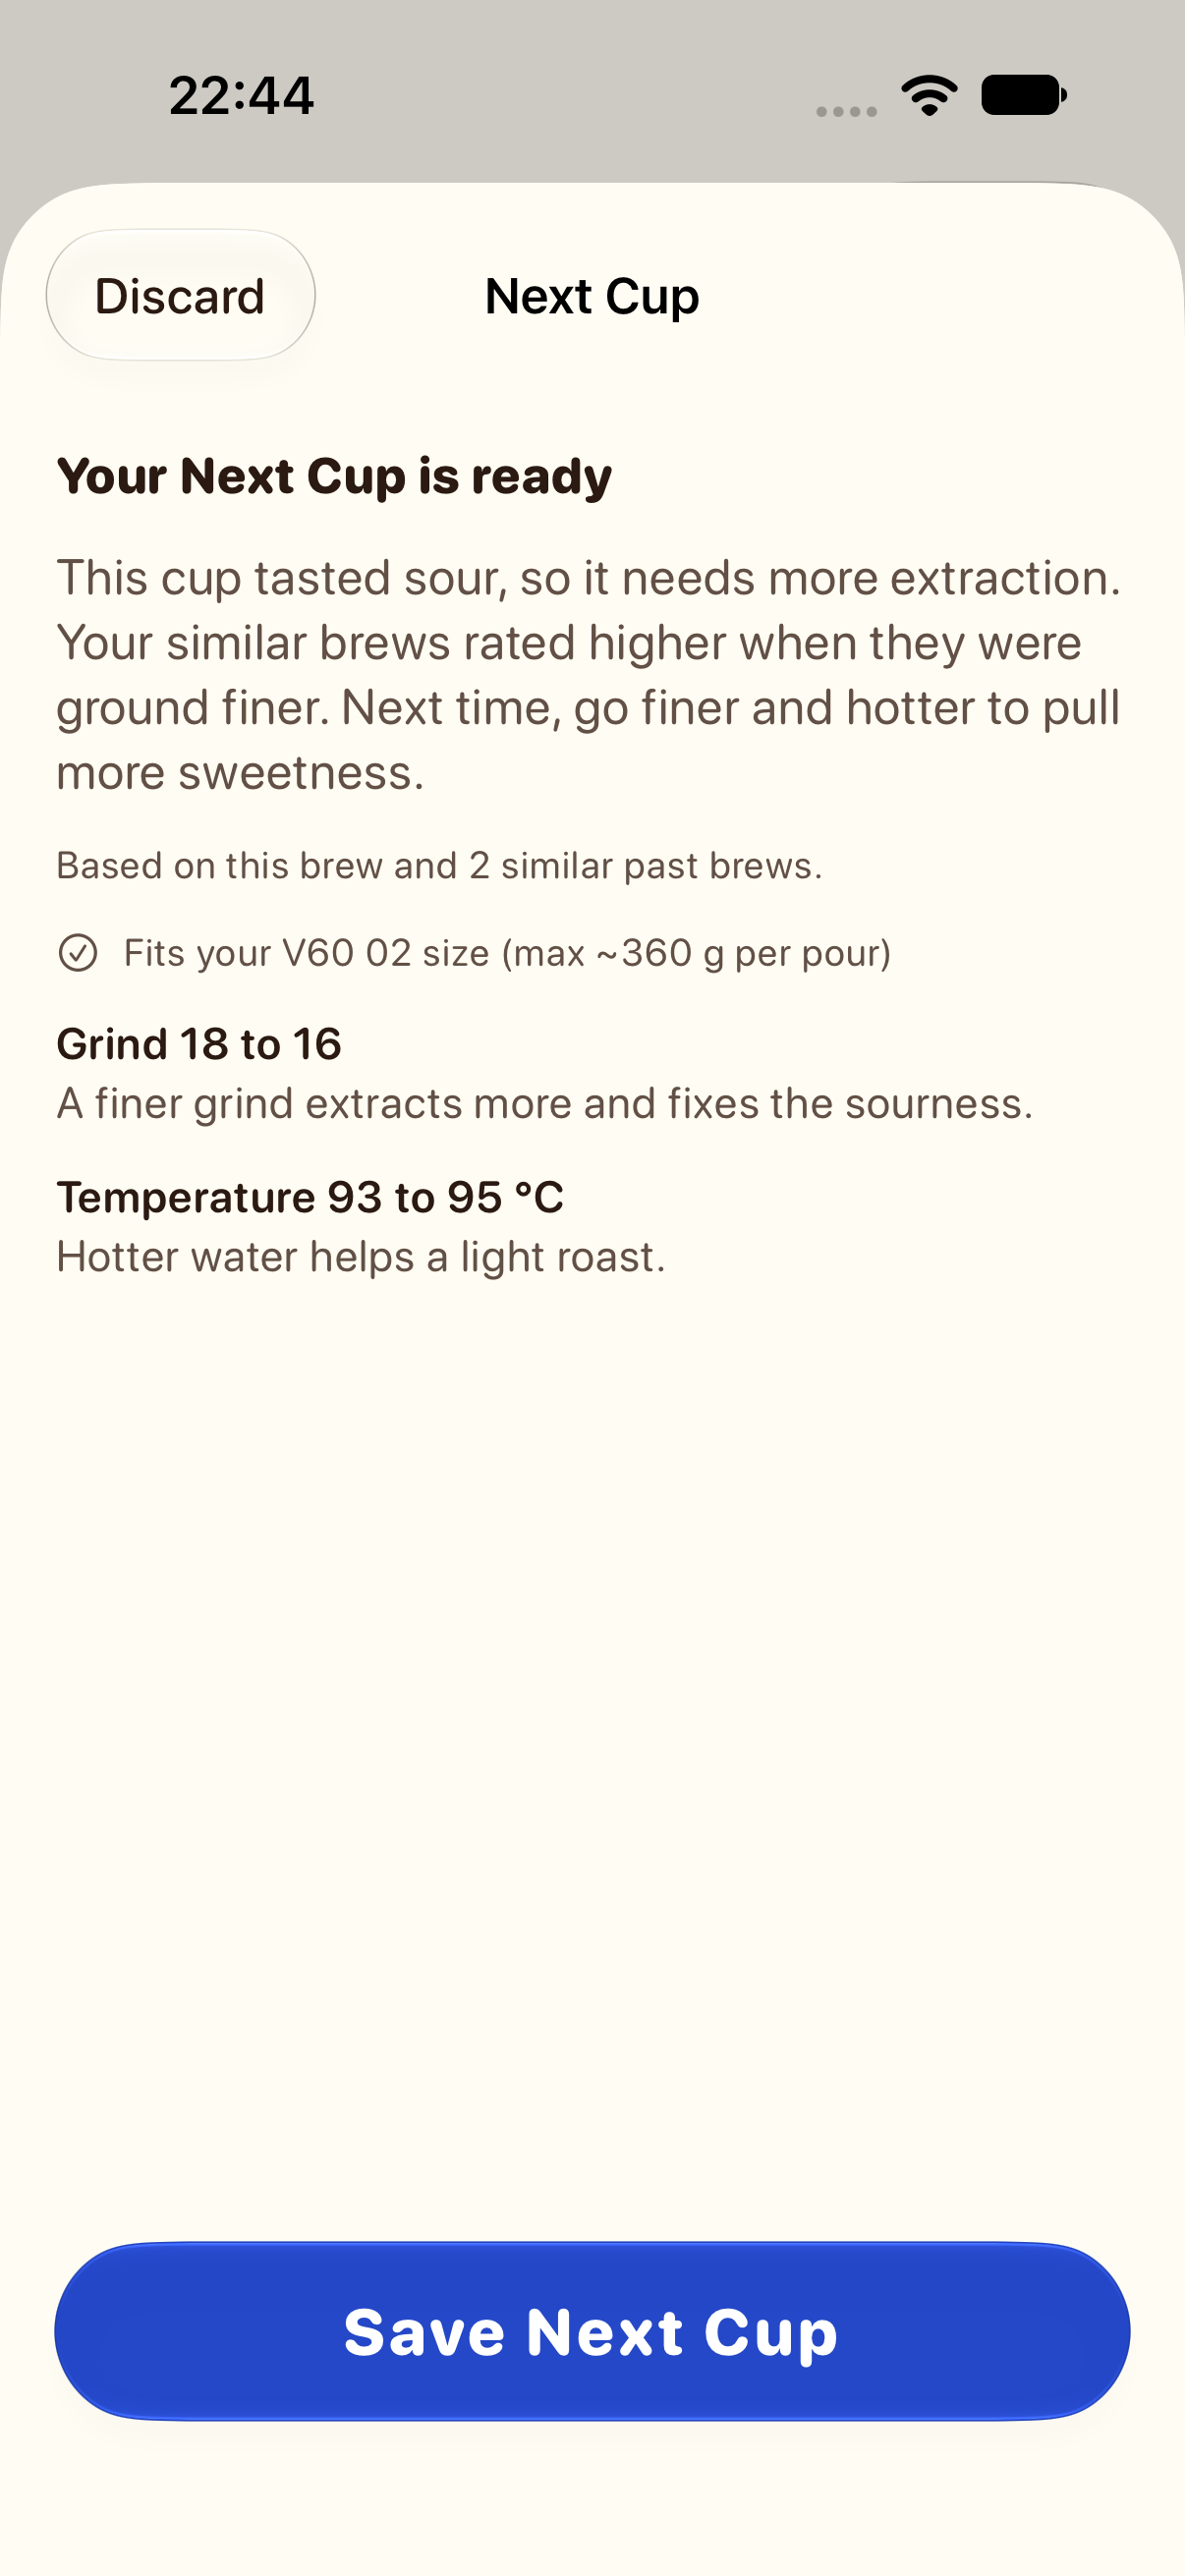 22:44
Discard
Next Cup
Your Next Cup is ready
This cup tasted sour, so it needs more extraction.
Your similar brews rated higher when they were
ground finer. Next time, go finer and hotter to pull
more sweetness.
Based on this brew and 2 similar past brews.
Fits your V60 02 size (max ~360 g per pour)
Grind 18 to 16
A finer grind extracts more and fixes the sourness.
Temperature 93 to 95 °C
Hotter water helps a light roast.
Save Next Cup